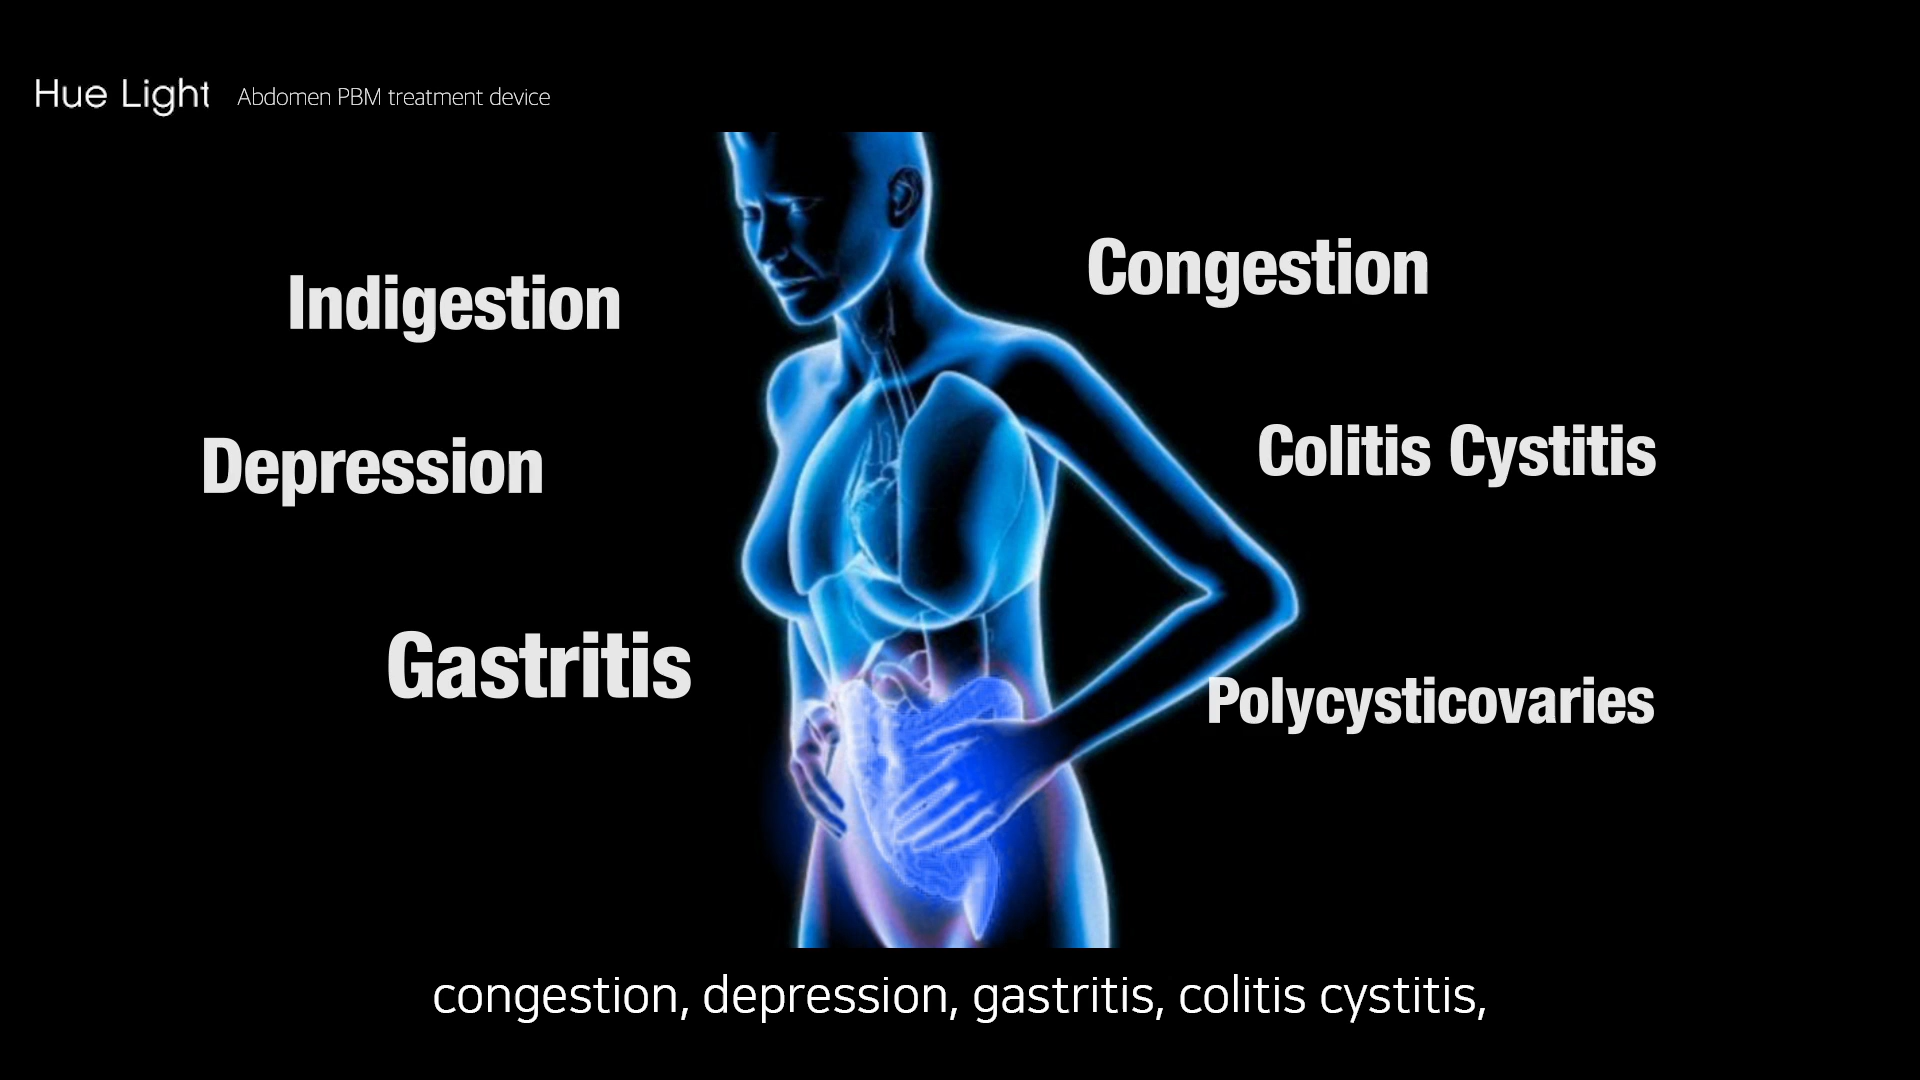 Hue Light Abdomen PBM treatment device
Indigestion
Congestion
Depression
Colitis Cystitis
Gastritis
Polycysticovaries
congestion, depression, gastritis, colitis cystitis,